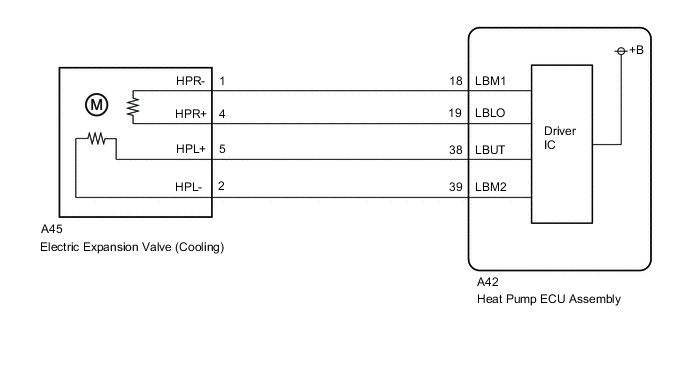 +B
HPR- 1 18 LBM1
M
HPR+ 4 19 LBLO
Driver
IC
HPL+ 5 38 LBUT
HPL- 2 39 LBM2
A45
Electric Expansion Valve (Cooling)
A42
Heat Pump ECU Assembly